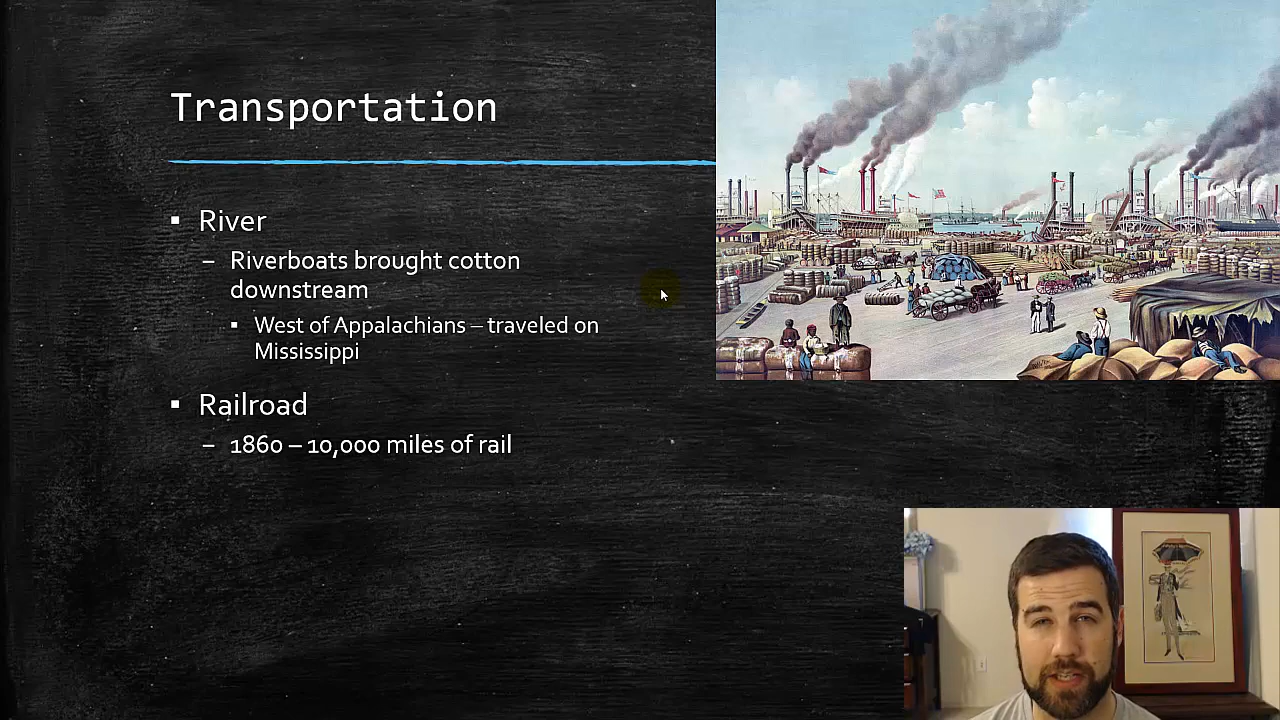 Transportation
▪ River
– Riverboats brought cotton
downstream
▪ West of Appalachians – traveled on
Mississippi
▪ Railroad
– 1860 – 10,000 miles of rail